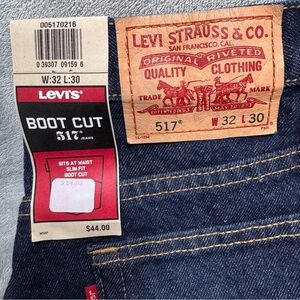 005170216
0 39307 09159 6
W:32 L:30
Levi's®
BOOT CUT
517® JEANS
SITS AT WAIST
SLIM FIT
BOOT CUT
$44.00
LEVI STRAUSS & CO.
SAN FRANCISCO, CAL.
ORIGINAL RIVETED
QUALITY CLOTHING
TRADE MARK
517® W 32 L 30